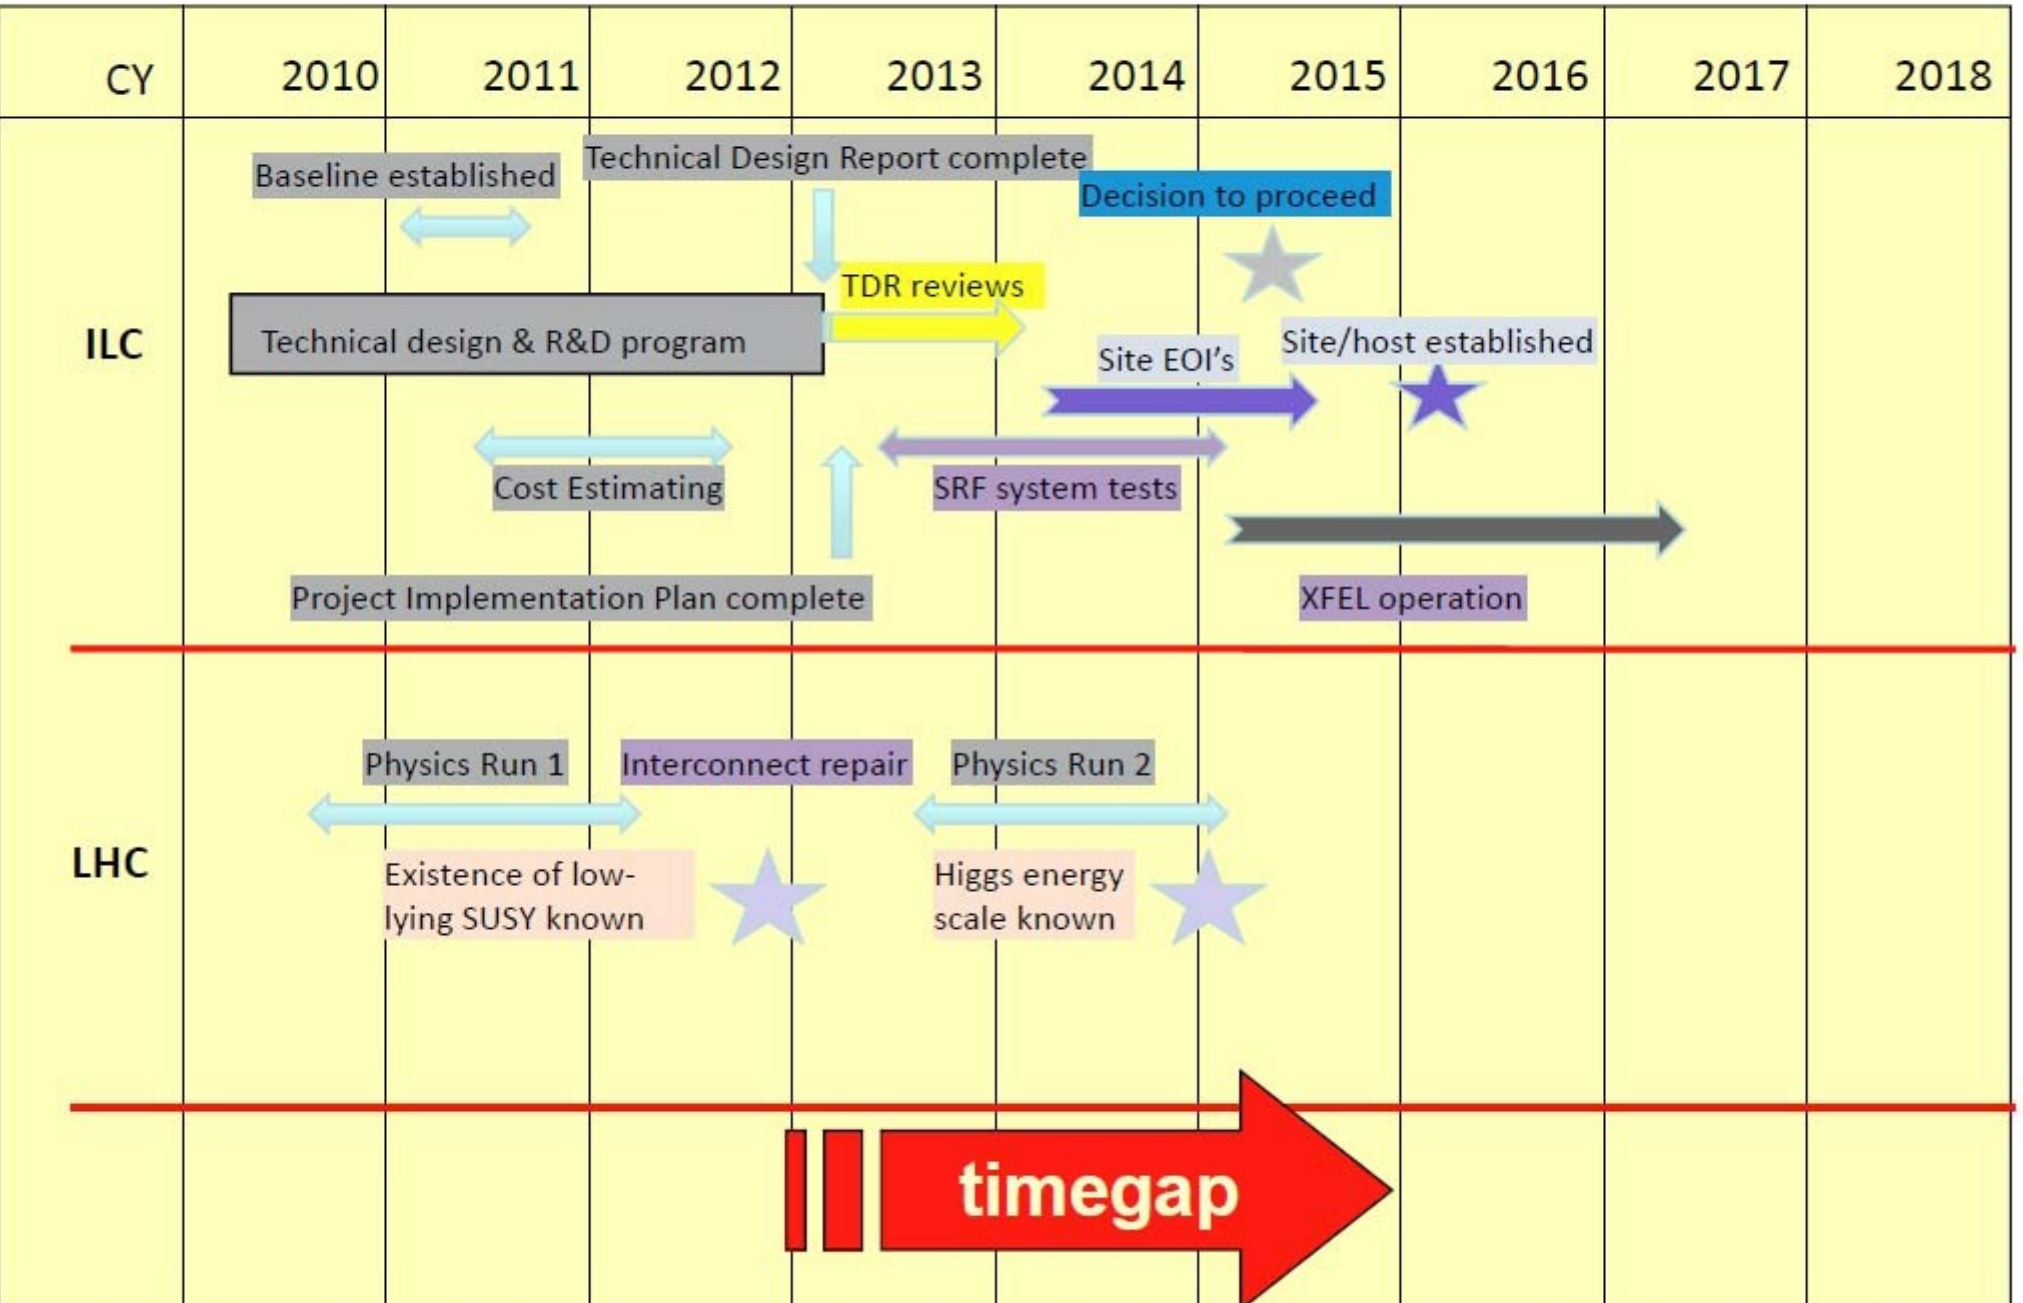 CY 2010 2011 2012 2013 2014 2015 2016 2017 2018
Technical Design Report complete
Baseline established
Decision to proceed
TDR reviews
ILC
Technical design & R&D program
Site EOI’s
Site/host established
Cost Estimating
SRF system tests
Project Implementation Plan complete
XFEL operation
Physics Run 1
Interconnect repair
Physics Run 2
LHC
Existence of low-
lying SUSY known
Higgs energy
scale known
timegap